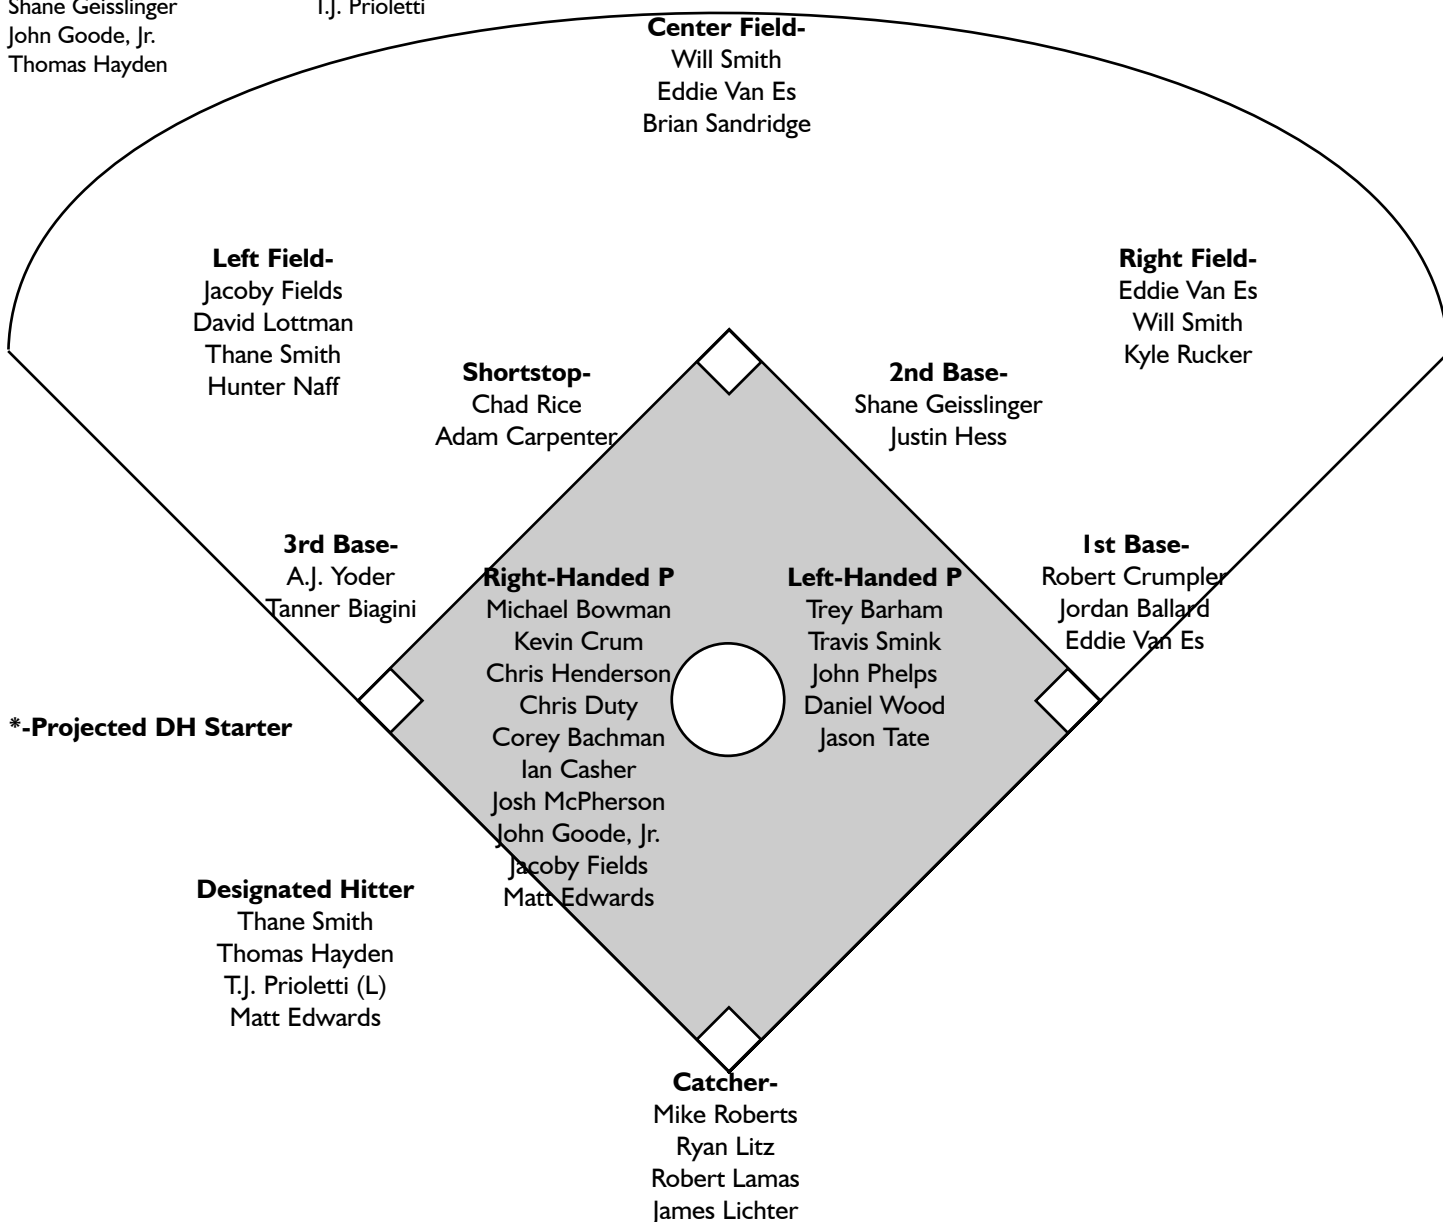 Shane Geisslinger
John Goode, Jr.
Thomas Hayden
T.J. Prioletti
Center Field-
Will Smith
Eddie Van Es
Brian Sandridge
Left Field-
Jacoby Fields
David Lottman
Thane Smith
Hunter Naff
Right Field-
Eddie Van Es
Will Smith
Kyle Rucker
Shortstop-
Chad Rice
Adam Carpenter
2nd Base-
Shane Geisslinger
Justin Hess
3rd Base-
A.J. Yoder
Tanner Biagini
Right-Handed P
Michael Bowman
Kevin Crum
Chris Henderson
Chris Duty
Corey Bachman
Ian Casher
Josh McPherson
John Goode, Jr.
Jacoby Fields
Matt Edwards
Left-Handed P
Trey Barham
Travis Smink
John Phelps
Daniel Wood
Jason Tate
1st Base-
Robert Crumpler
Jordan Ballard
Eddie Van Es
*-Projected DH Starter
Designated Hitter
Thane Smith
Thomas Hayden
T.J. Prioletti (L)
Matt Edwards
Catcher-
Mike Roberts
Ryan Litz
Robert Lamas
James Lichter